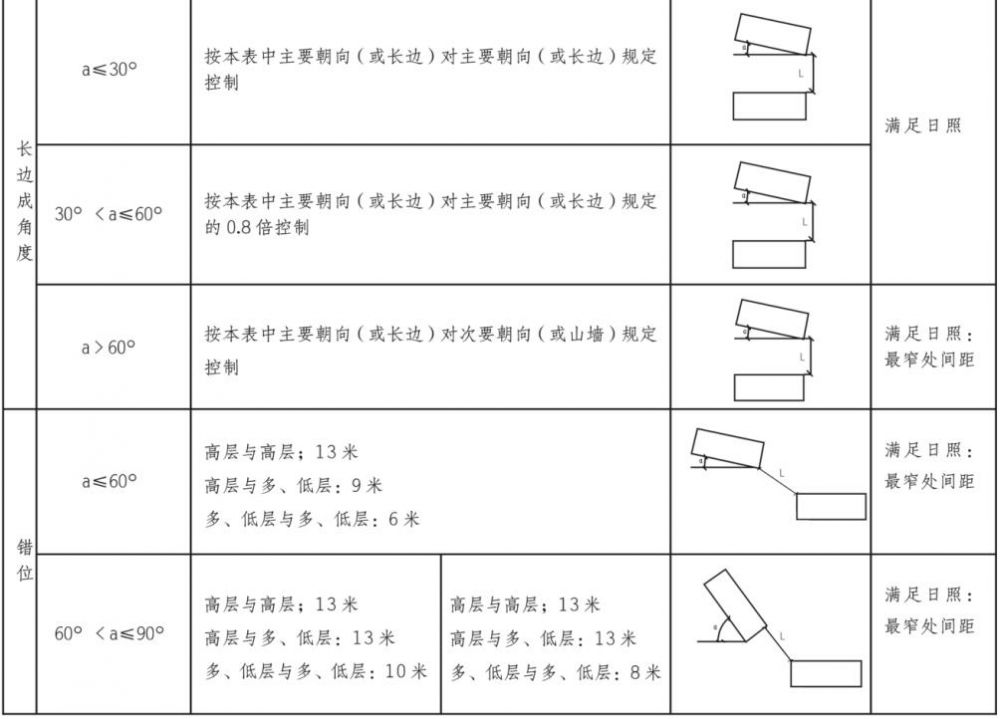 长边成角度
a≤30°
按本表中主要朝向（或长边）对主要朝向（或长边）规定
控制
a
L
满足日照
30° <a≤60°
按本表中主要朝向（或长边）对主要朝向（或长边）规定
的 0.8 倍控制
a
L
a>60°
按本表中主要朝向（或长边）对次要朝向（或山墙）规定
控制
a
L
满足日照：
最窄处间距
错位
a≤60°
高层与高层；13 米
高层与多、低层：9 米
多、低层与多、低层：6 米
a
L
满足日照：
最窄处间距
60° <a≤90°
高层与高层；13 米
高层与多、低层：13 米
多、低层与多、低层：10 米
高层与高层；13 米
高层与多、低层：13 米
多、低层与多、低层：8 米
a
L
满足日照：
最窄处间距